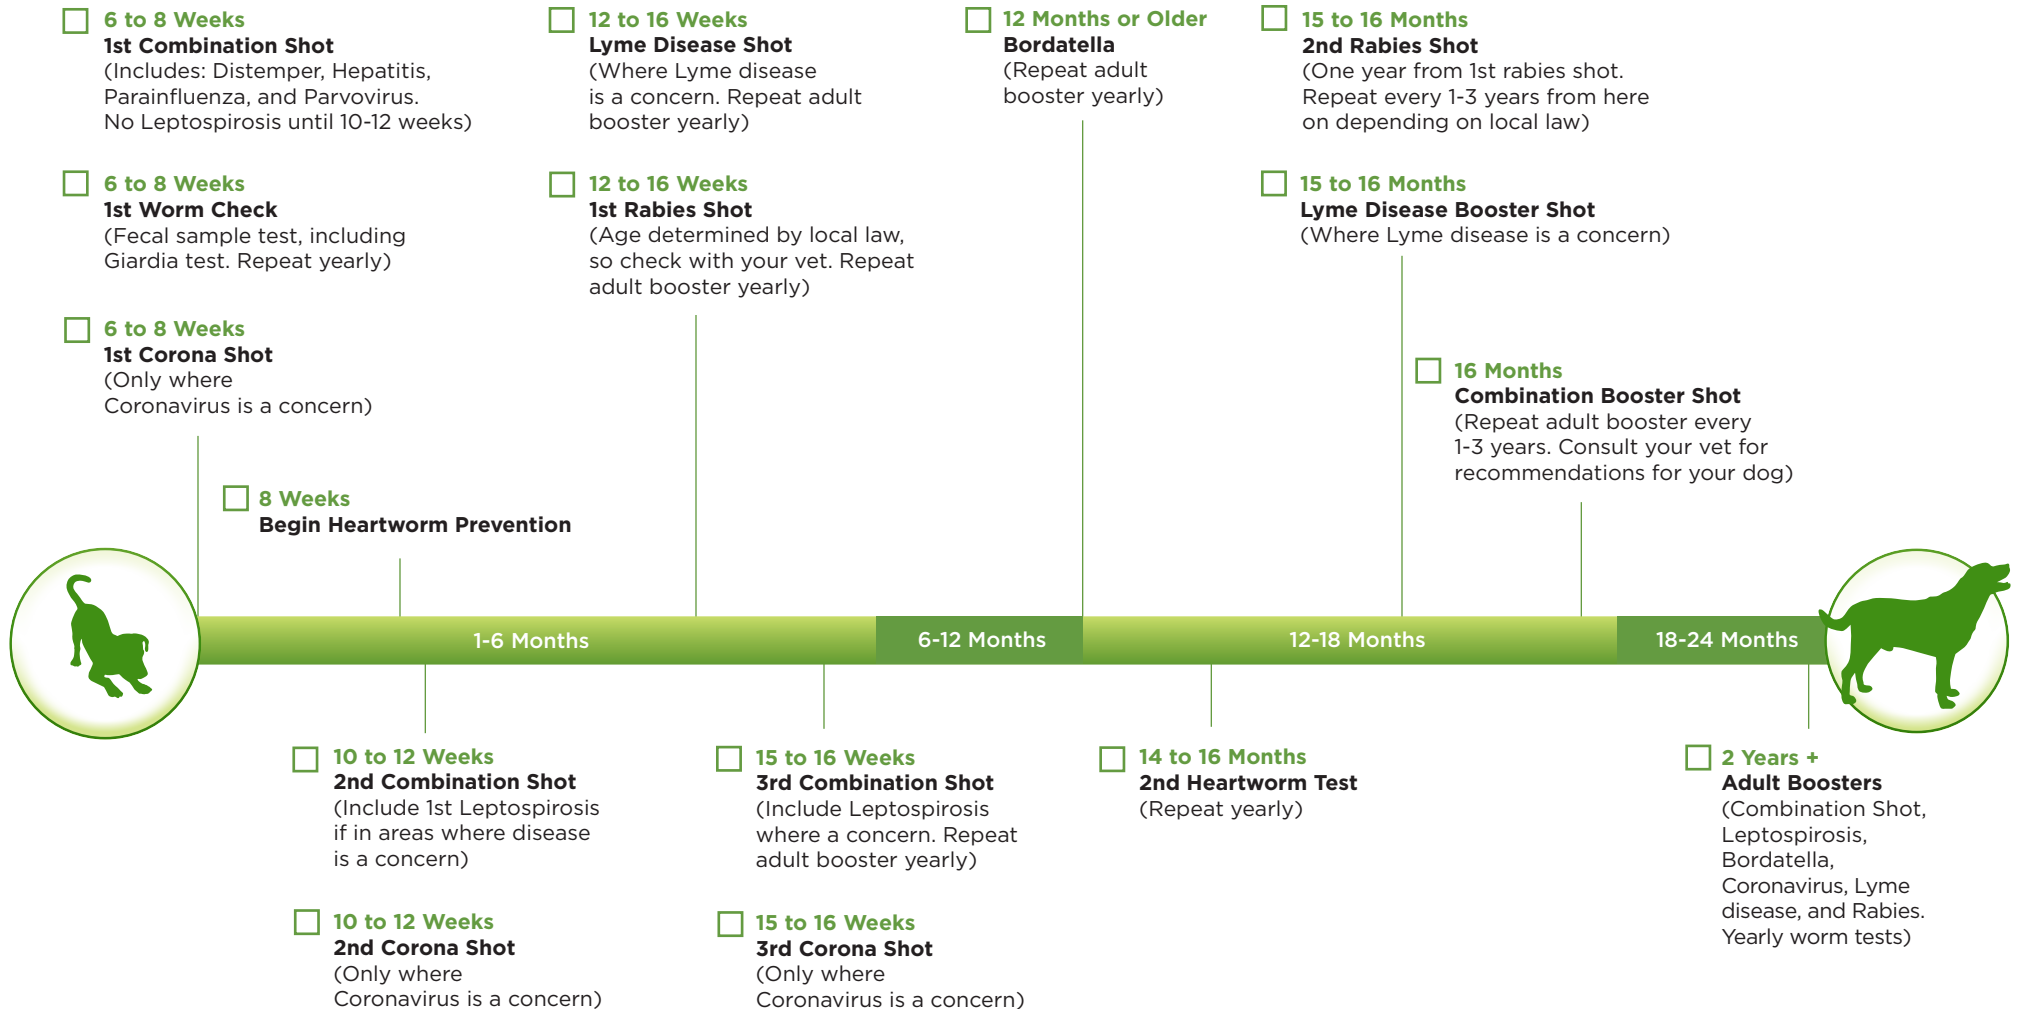 6 to 8 Weeks
1st Combination Shot
(Includes: Distemper, Hepatitis,
Parainfluenza, and Parvovirus.
No Leptospirosis until 10-12 weeks)
6 to 8 Weeks
1st Worm Check
(Fecal sample test, including
Giardia test. Repeat yearly)
6 to 8 Weeks
1st Corona Shot
(Only where
Coronavirus is a concern)
8 Weeks
Begin Heartworm Prevention
12 to 16 Weeks
Lyme Disease Shot
(Where Lyme disease
is a concern. Repeat adult
booster yearly)
12 to 16 Weeks
1st Rabies Shot
(Age determined by local law,
so check with your vet. Repeat
adult booster yearly)
12 Months or Older
Bordatella
(Repeat adult
booster yearly)
15 to 16 Months
2nd Rabies Shot
(One year from 1st rabies shot.
Repeat every 1-3 years from here
on depending on local law)
15 to 16 Months
Lyme Disease Booster Shot
(Where Lyme disease is a concern)
16 Months
Combination Booster Shot
(Repeat adult booster every
1-3 years. Consult your vet for
recommendations for your dog)
1-6 Months
6-12 Months
12-18 Months
18-24 Months
10 to 12 Weeks
2nd Combination Shot
(Include 1st Leptospirosis
if in areas where disease
is a concern)
10 to 12 Weeks
2nd Corona Shot
(Only where
Coronavirus is a concern)
15 to 16 Weeks
3rd Combination Shot
(Include Leptospirosis
where a concern. Repeat
adult booster yearly)
15 to 16 Weeks
3rd Corona Shot
(Only where
Coronavirus is a concern)
14 to 16 Months
2nd Heartworm Test
(Repeat yearly)
2 Years +
Adult Boosters
(Combination Shot,
Leptospirosis,
Bordatella,
Coronavirus, Lyme
disease, and Rabies.
Yearly worm tests)